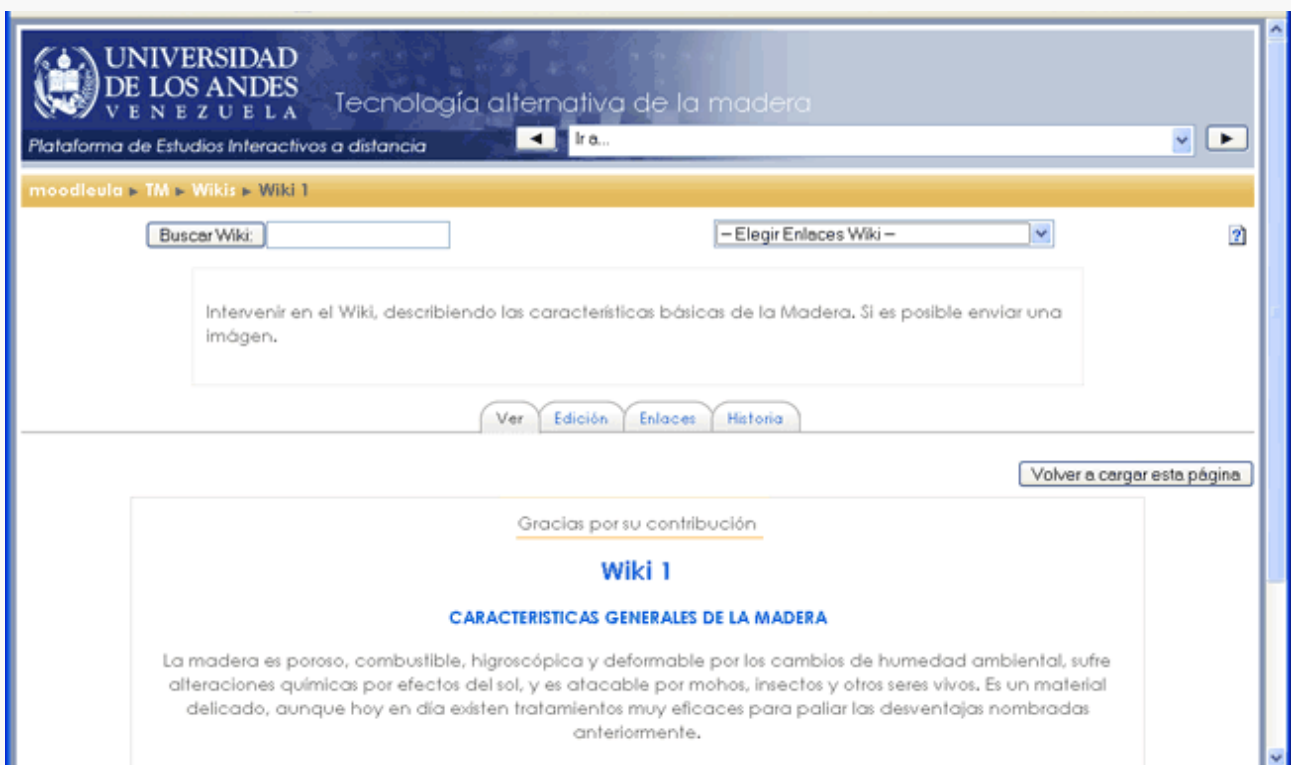 UNIVERSIDAD
DE LOS ANDES
VENEZUELA
Tecnología alternativa de la madera
Plataforma de Estudios Interactivos a distancia
◄ Ir a... ►
moodleula ► TM ► Wikis ► Wiki 1
Buscar Wiki: -- Elegir Enlaces Wiki -- ?
Intervenir en el Wiki, describiendo las características básicas de la Madera. Si es posible enviar una
imágen.
Ver Edición Enlaces Historia
Volver a cargar esta página
Gracias por su contribución
Wiki 1
CARACTERISTICAS GENERALES DE LA MADERA
La madera es poroso, combustible, higroscópica y deformable por los cambios de humedad ambiental, sufre
alteraciones químicas por efectos del sol, y es atacable por mohos, insectos y otros seres vivos. Es un material
delicado, aunque hoy en día existen tratamientos muy eficaces para paliar las desventajas nombradas
anteriormente.